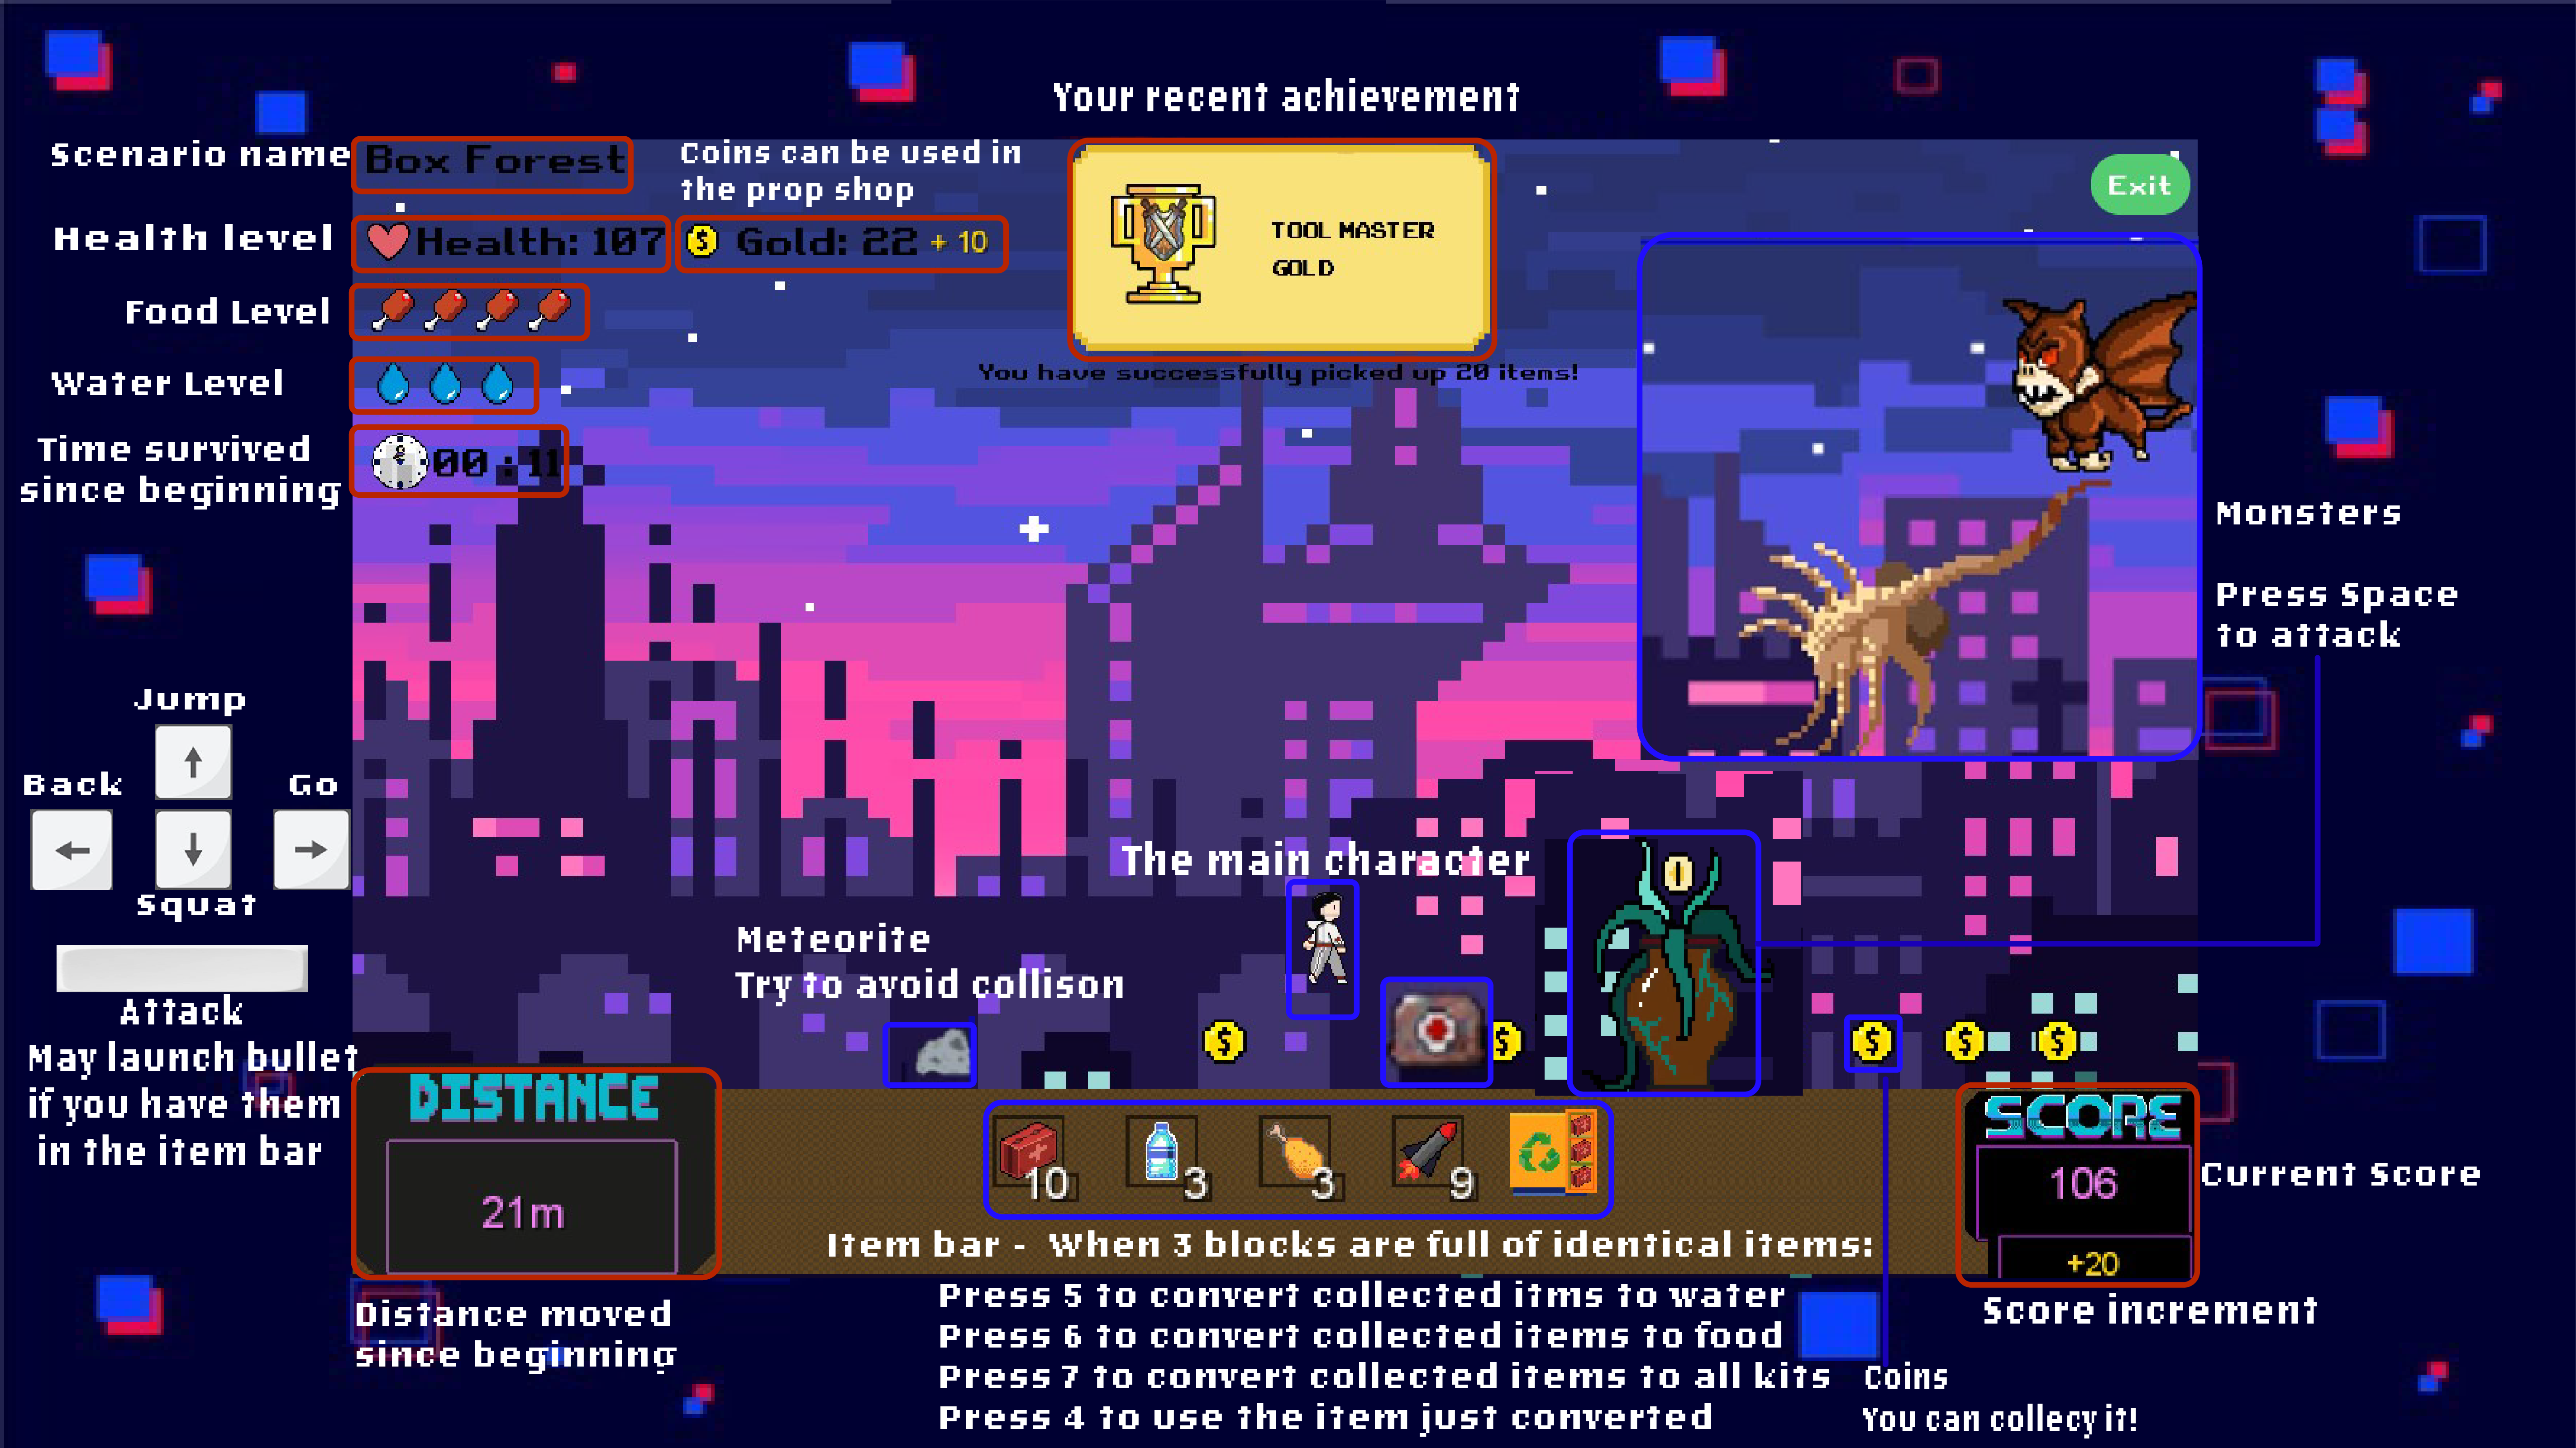 Your recent achievement
Scenario name
Box Forest
Coins can be used in
the prop shop
Exit
Health level
Health: 107
Gold: 22 + 10
TOOL MASTER
GOLD
Food Level
You have successfully picked up 20 items!
Water Level
Time survived
since beginning
00 : 11
Monsters
Press Space
to attack
Jump
Back
Go
Squat
The main character
Meteorite
Try to avoid collison
Attack
May launch bullet
if you have them
in the item bar
DISTANCE
21m
10
3
3
9
SCORE
106
+20
Current Score
Item bar - When 3 blocks are full of identical items:
Press 5 to convert collected itms to water
Press 6 to convert collected items to food
Press 7 to convert collected items to all kits
Press 4 to use the item just converted
Distance moved
since beginning
Score increment
Coins
You can collecy it!